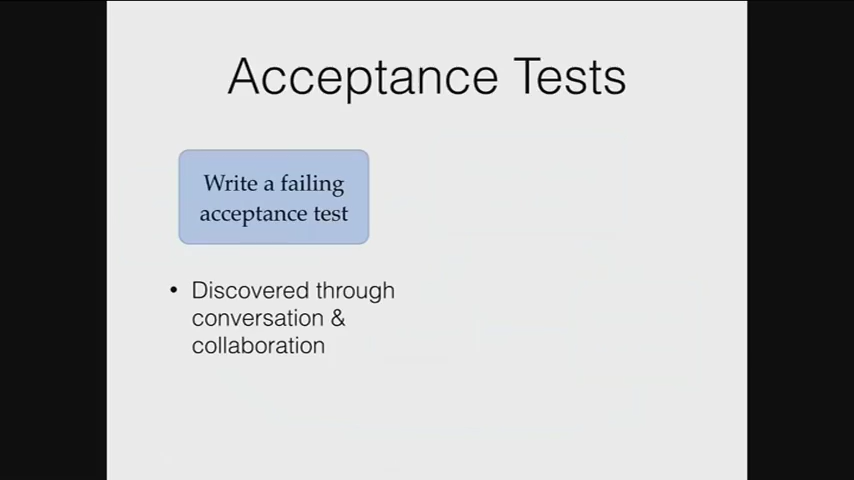 Acceptance Tests
Write a failing
acceptance test
• Discovered through
conversation &
collaboration